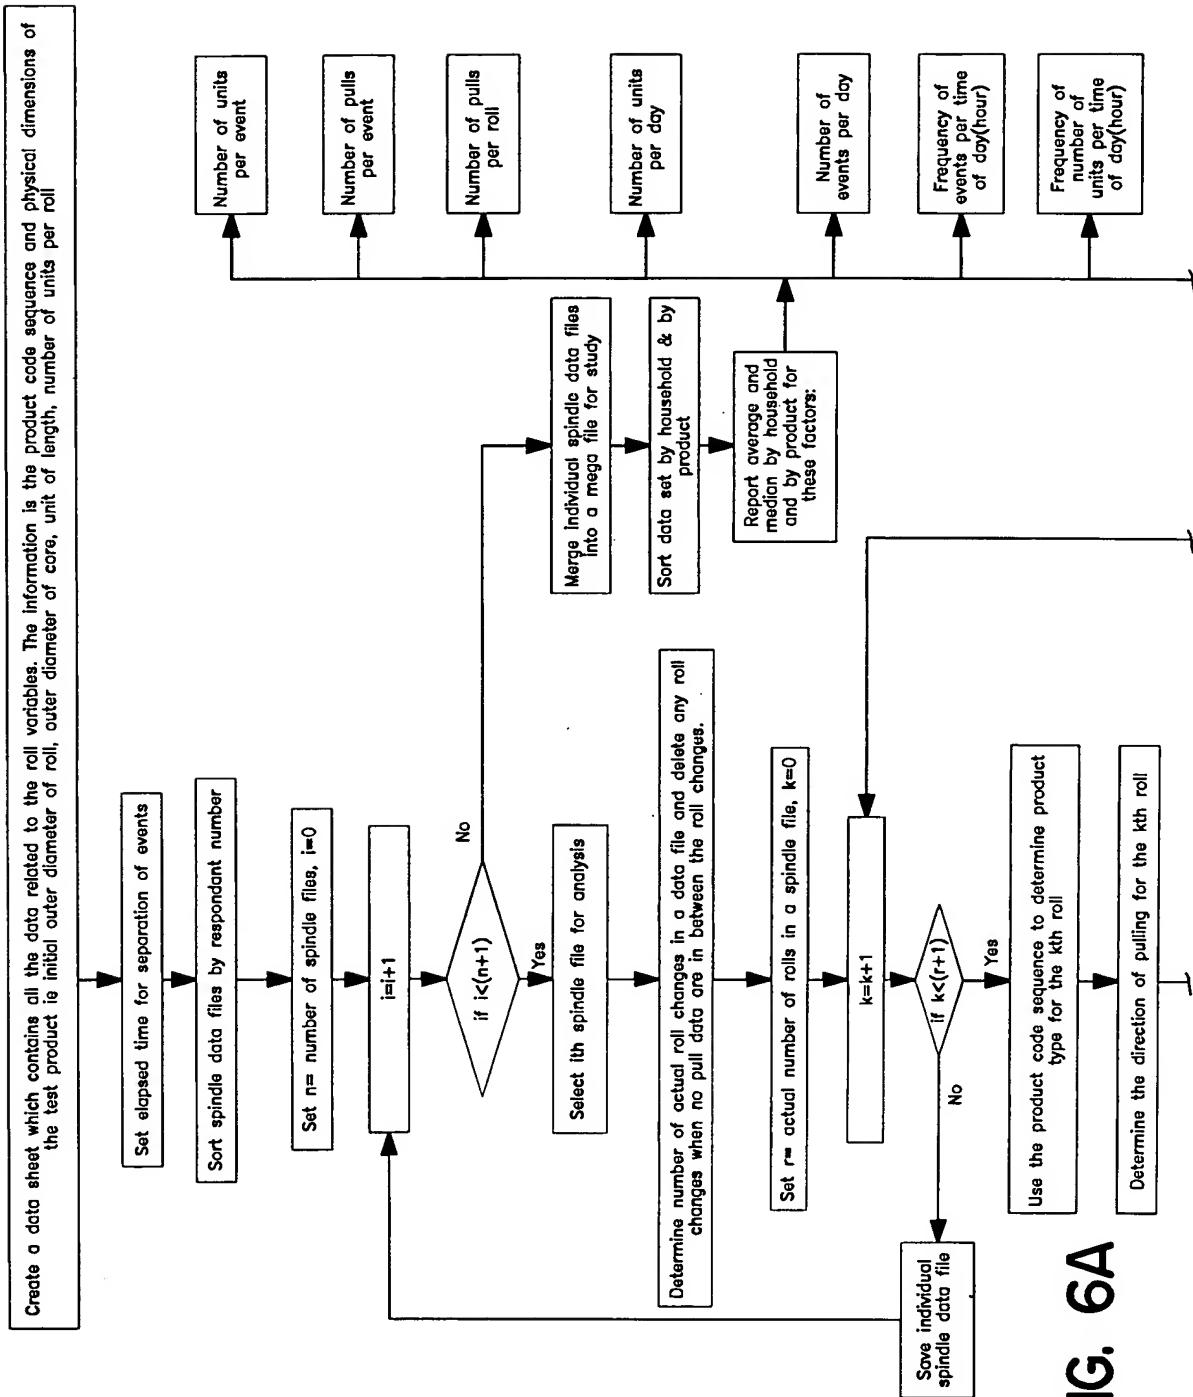 Create a data sheet which contains all the data related to the roll variables. The information is the product code sequence and physical dimensions of
the test product ie initial outer diameter of roll, outer diameter of core, unit of length, number of units per roll
Set elapsed time for separation of events
Sort spindle data files by respondant number
Set n= number of spindle files, i=0
i=i+1
if i<(n+1)
No
Yes
Select ith spindle file for analysis
Determine number of actual roll changes in a data file and delete any roll
changes when no pull data are in between the roll changes.
Set r= actual number of rolls in a spindle file, k=0
k=k+1
if k<(r+1)
No
Yes
Save individual
spindle data file
Use the product code sequence to determine product
type for the kth roll
Determine the direction of pulling for the kth roll
Merge individual spindle data files
into a mega file for study
Sort data set by household & by
product
Report average and
median by household
and by product for
these factors:
Number of units
per event
Number of pulls
per event
Number of pulls
per roll
Number of units
per day
Number of
events per day
Frequency of
events per time
of day(hour)
Frequency of
number of
units per time
of day(hour)
IG. 6A